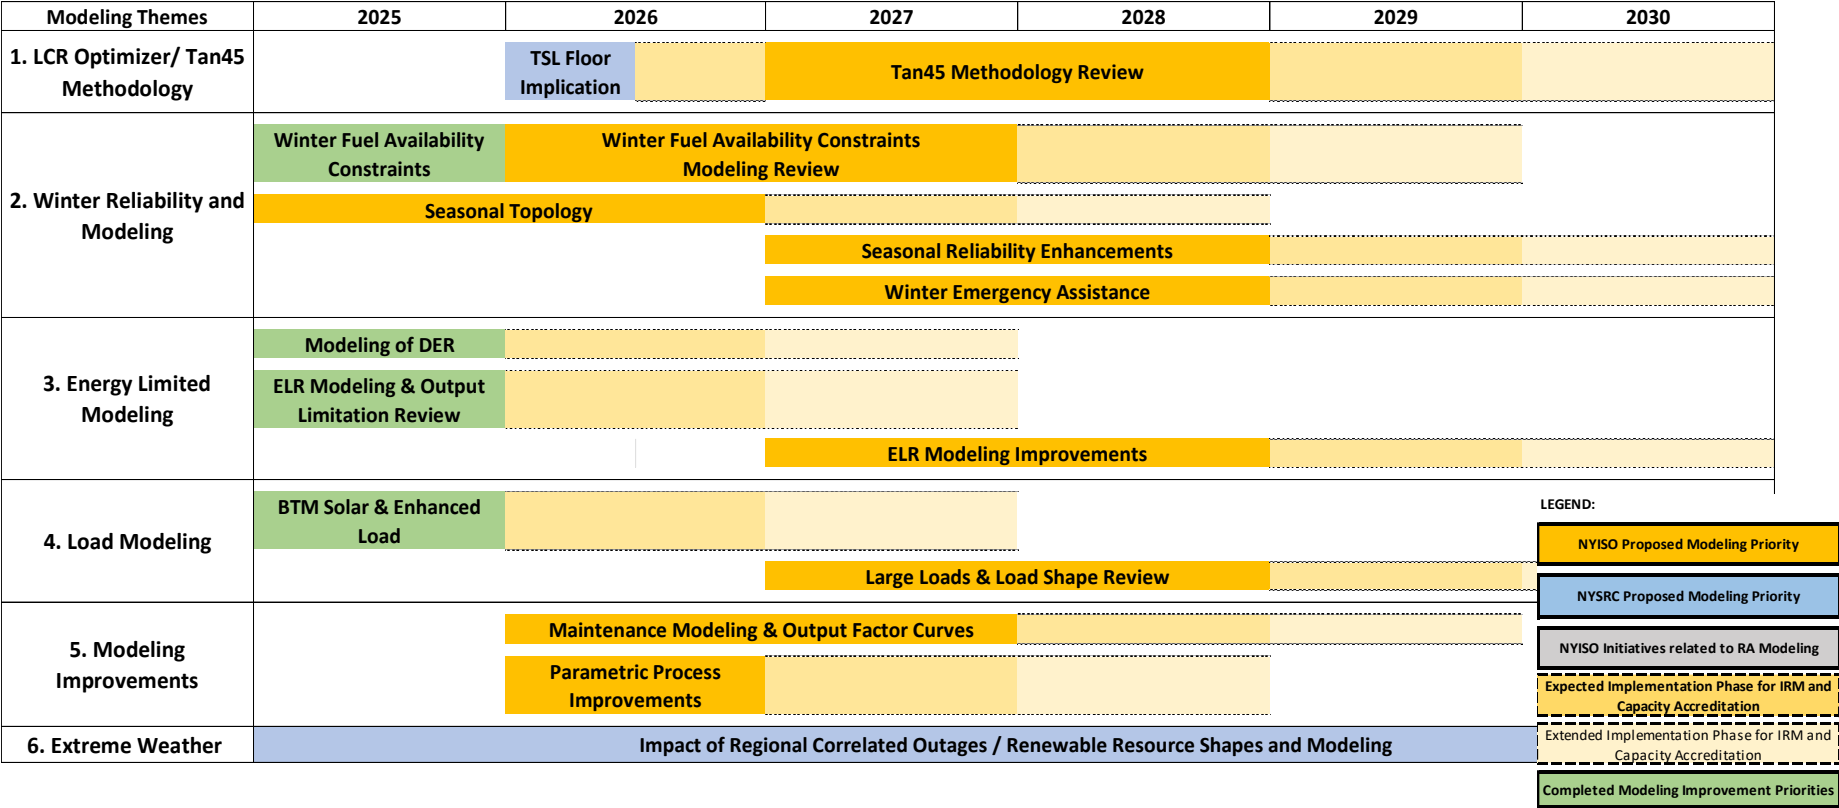 Modeling Themes 2025 2026 2027 2028 2029 2030
1. LCR Optimizer/ Tan45
Methodology
TSL Floor
Implication
Tan45 Methodology Review
2. Winter Reliability and
Modeling
Winter Fuel Availability
Constraints
Winter Fuel Availability Constraints
Modeling Review
Seasonal Topology
Seasonal Reliability Enhancements
Winter Emergency Assistance
3. Energy Limited
Modeling
Modeling of DER
ELR Modeling & Output
Limitation Review
ELR Modeling Improvements
4. Load Modeling
BTM Solar & Enhanced
Load
Large Loads & Load Shape Review
5. Modeling
Improvements
Maintenance Modeling & Output Factor Curves
Parametric Process
Improvements
6. Extreme Weather
Impact of Regional Correlated Outages / Renewable Resource Shapes and Modeling
LEGEND:
NYISO Proposed Modeling Priority
NYSRC Proposed Modeling Priority
NYISO Initiatives related to RA Modeling
Expected Implementation Phase for IRM and
Capacity Accreditation
Extended Implementation Phase for IRM and
Capacity Accreditation
Completed Modeling Improvement Priorities